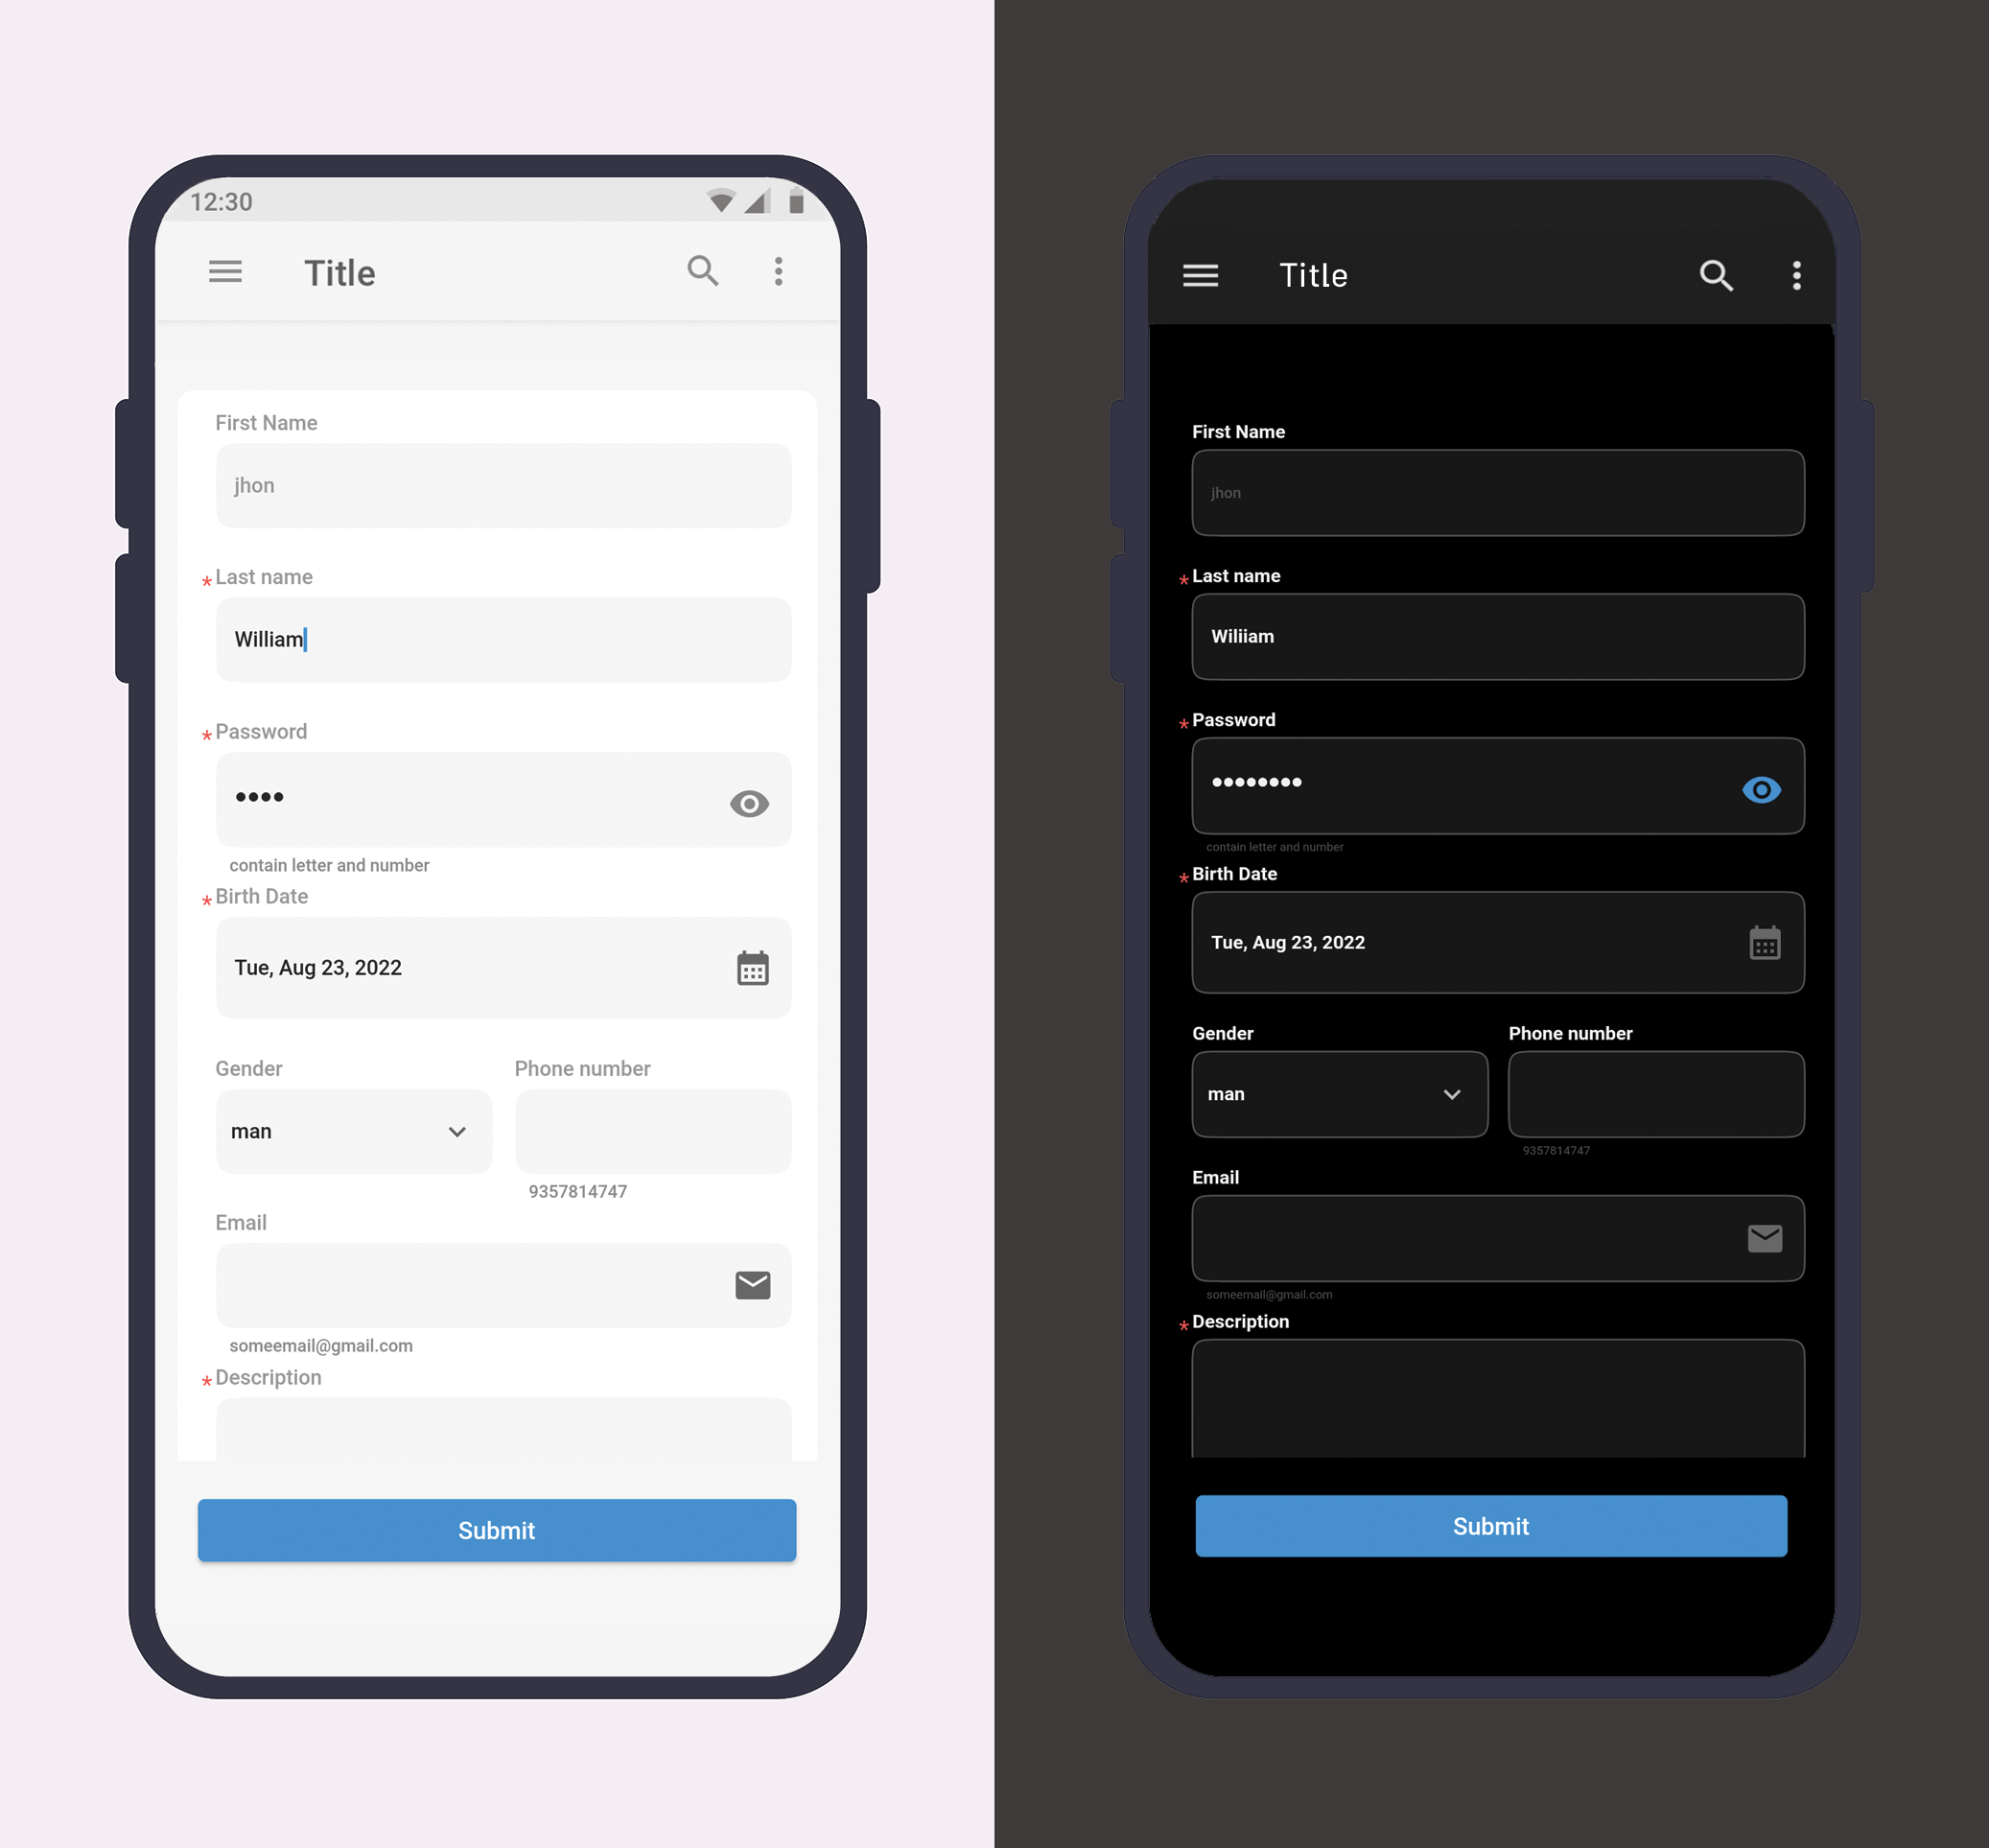 12:30
Title
First Name
jhon
* Last name
William
* Password
••••
contain letter and number
* Birth Date
Tue, Aug 23, 2022
Gender Phone number
man
9357814747
Email
someemail@gmail.com
* Description
Submit
Title
First Name
jhon
* Last name
Wiliiam
* Password
••••••••
contain letter and number
* Birth Date
Tue, Aug 23, 2022
Gender Phone number
man
9357814747
Email
someemail@gmail.com
* Description
Submit